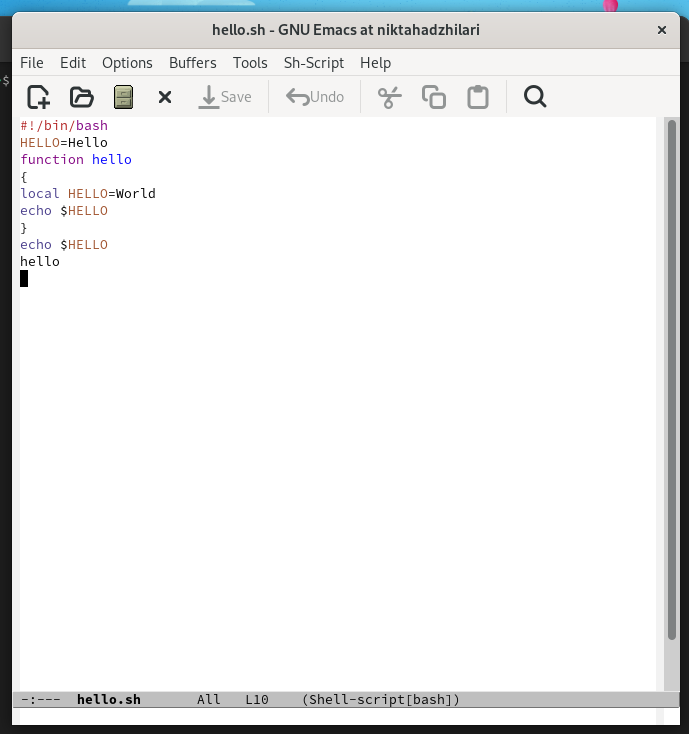 hello.sh - GNU Emacs at niktahadzhilari ×
File Edit Options Buffers Tools Sh-Script Help
Save Undo
$
#!/bin/bash
HELLO=Hello
function hello
{
local HELLO=World
echo $HELLO
}
echo $HELLO
hello
-:--- hello.sh All L10 (Shell-script[bash])